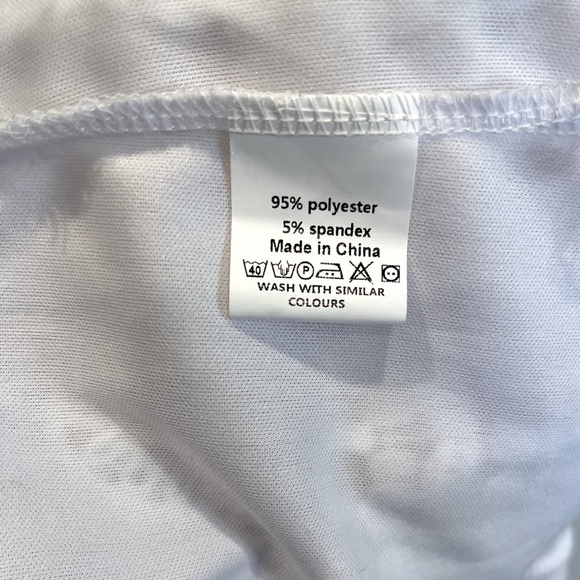 95% polyester
5% spandex
Made in China
40 P
WASH WITH SIMILAR
COLOURS